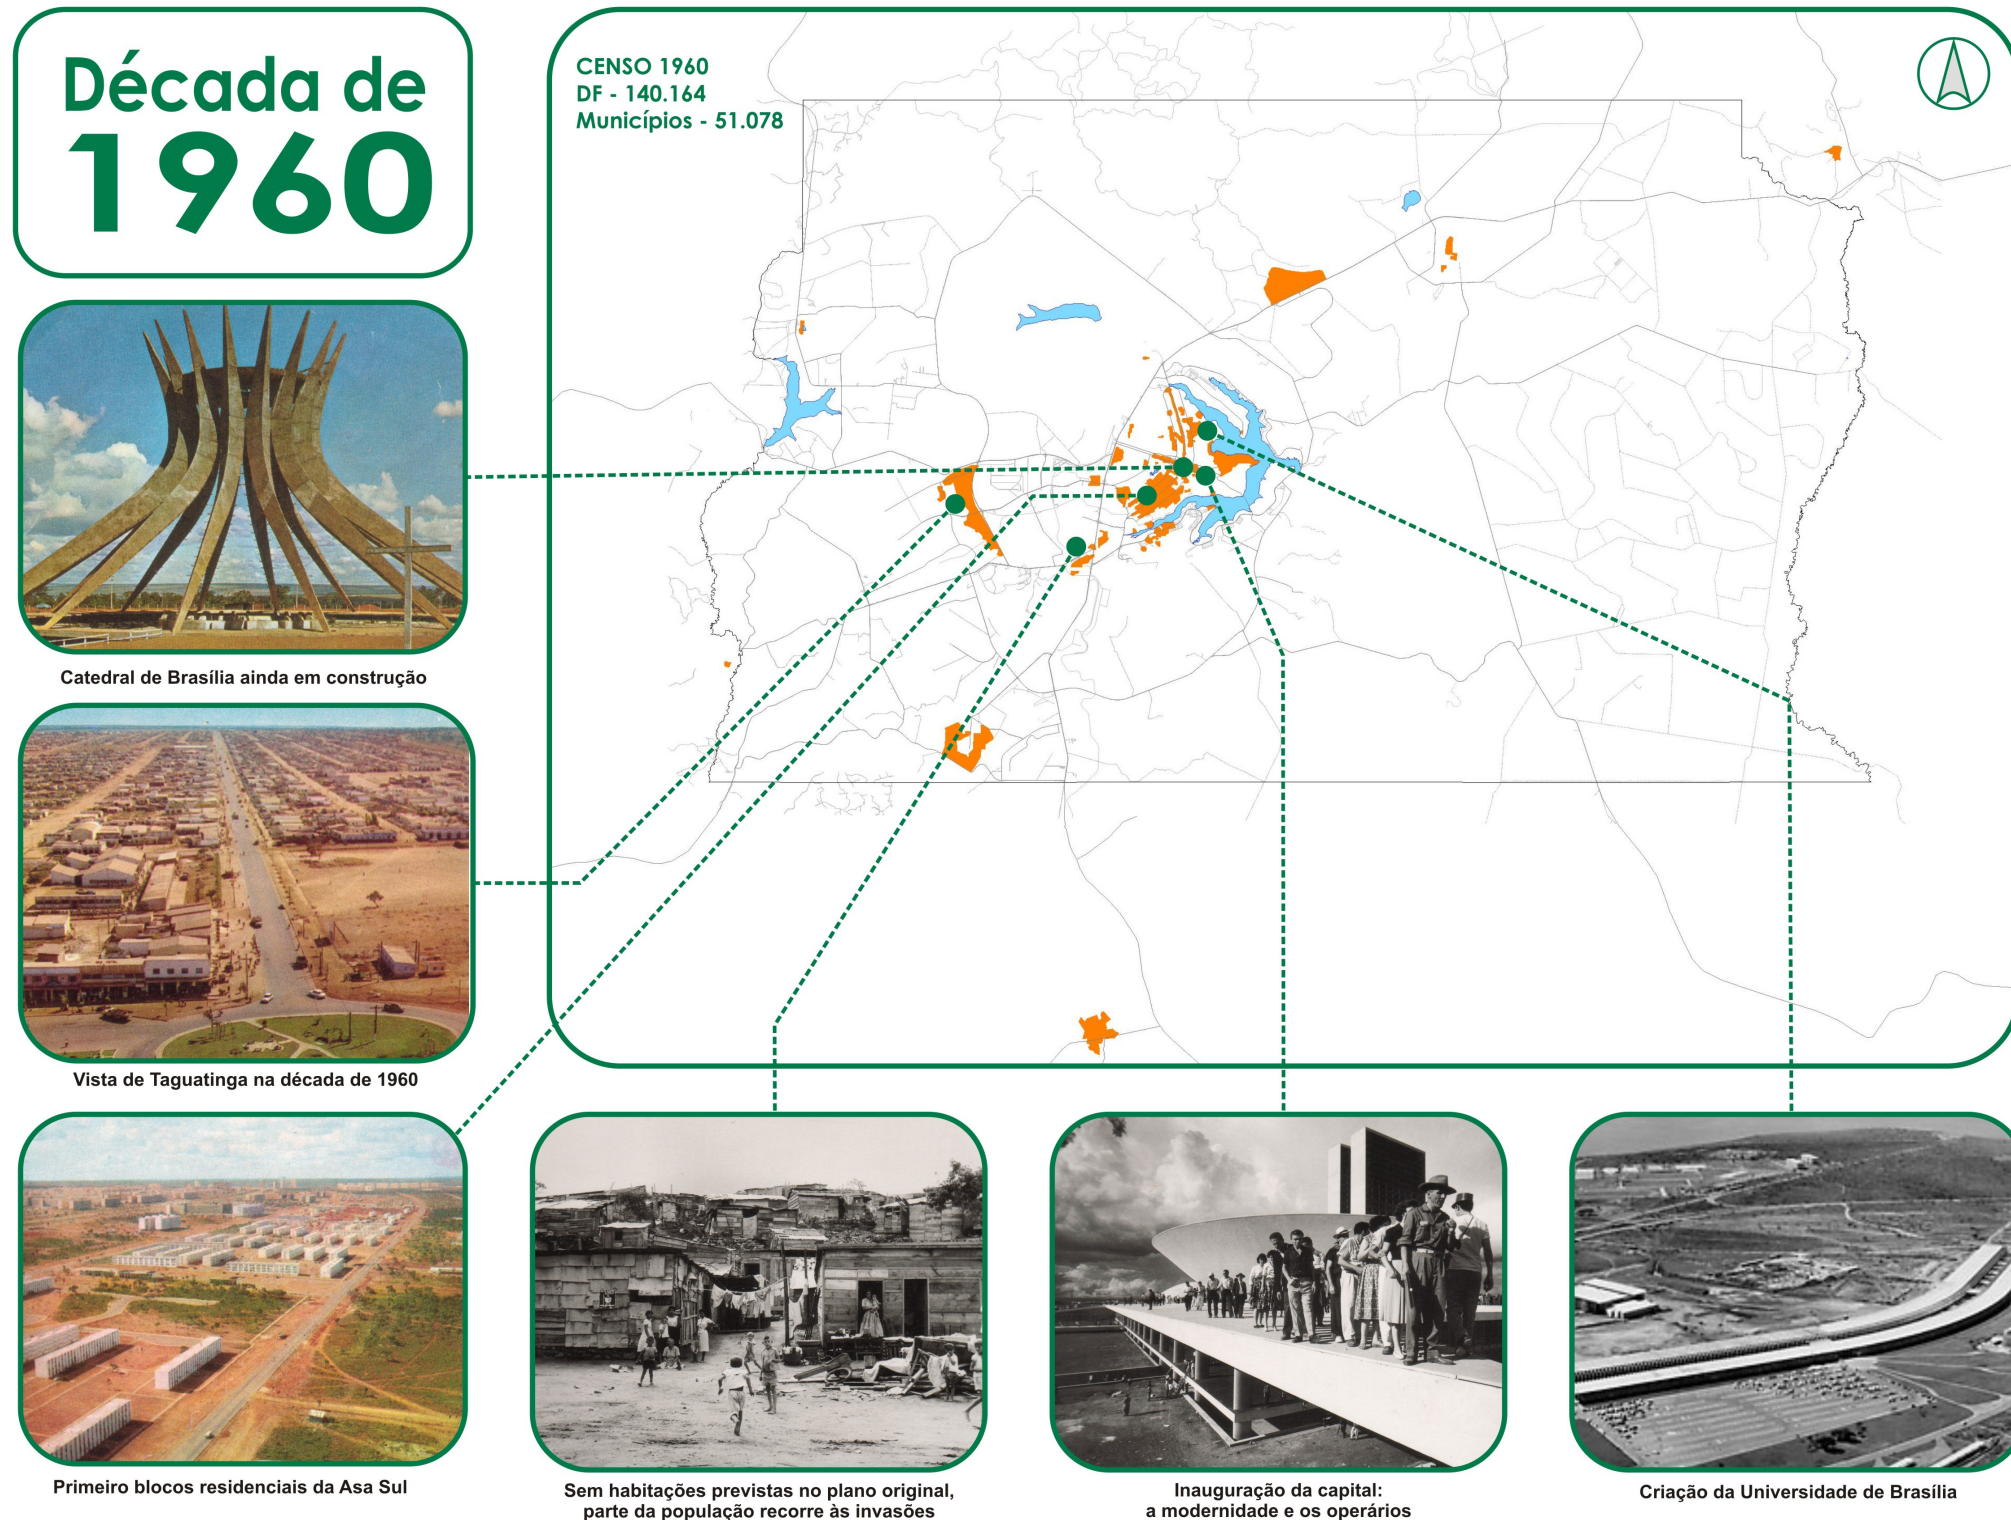 Década de
1960
CENSO 1960
DF - 140.164
Municípios - 51.078
Catedral de Brasília ainda em construção
Vista de Taguatinga na década de 1960
Primeiro blocos residenciais da Asa Sul
Sem habitações previstas no plano original,
parte da população recorre às invasões
Inauguração da capital:
a modernidade e os operários
Criação da Universidade de Brasília